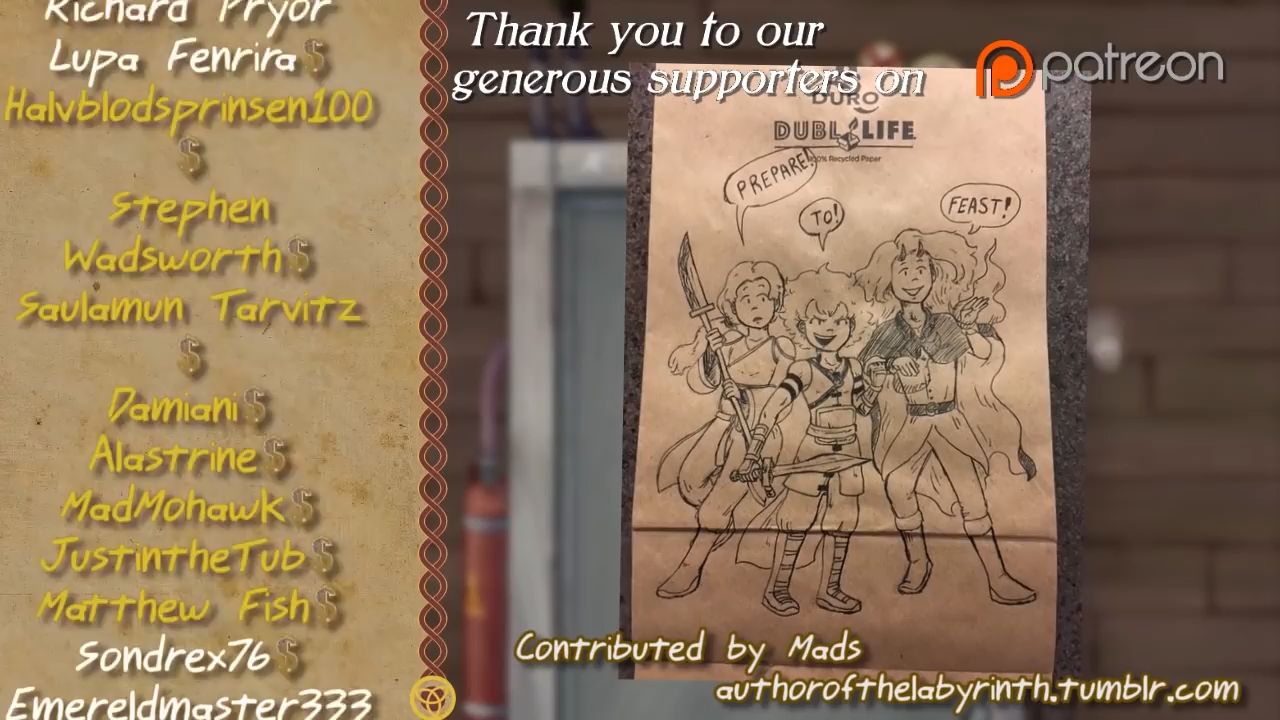 Richard Pryor
Lupa Fenrira $
Halvblodsprinsen100
$
Stephen
Wadsworth $
Saulamun Tarvitz
$
Damiani $
Alastrine $
MadMohawk $
JustintheTub $
Matthew Fish $
Sondrex76 $
Emereldmaster333
Thank you to our
generous supporters on
patreon
DURO
DUBL LIFE
100% Recycled Paper
PREPARE!
TO!
FEAST!
Contributed by Mads
authorofthelabyrinth.tumblr.com